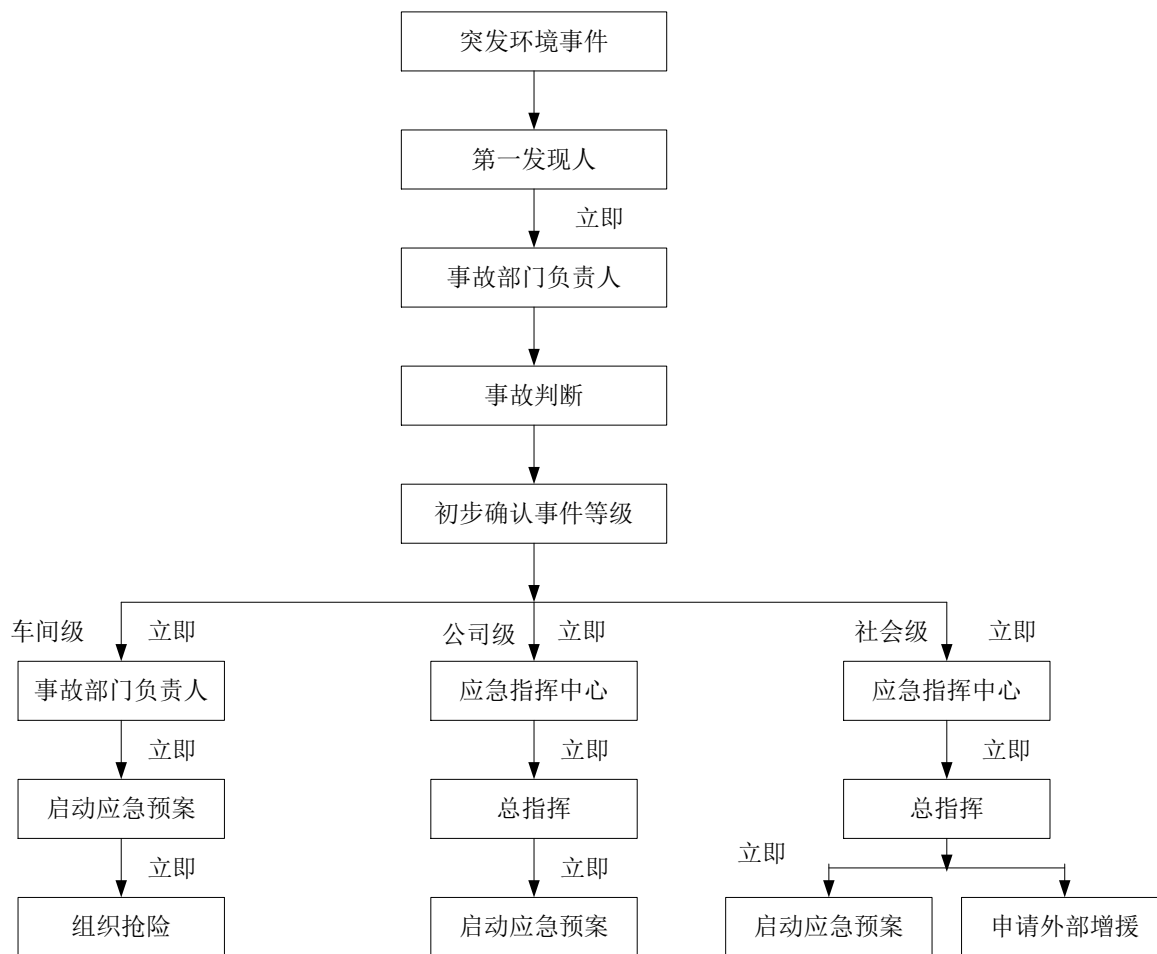 突发环境事件
第一发现人
立即
事故部门负责人
事故判断
初步确认事件等级
车间级 立即 公司级 立即 社会级 立即
事故部门负责人 应急指挥中心 应急指挥中心
立即 立即 立即
启动应急预案 总指挥 总指挥
立即 立即 立即
组织抢险 启动应急预案 启动应急预案 申请外部增援